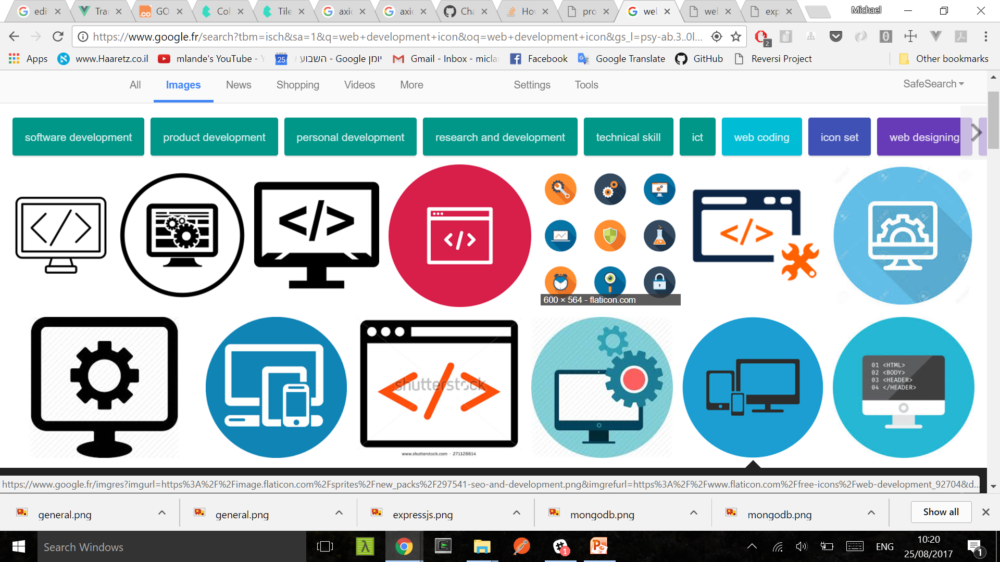 edi
Trar
GO
Col
Tile
axic
axic
Cha
Hov
pro
wel
wel
exp
Michael
https://www.google.fr/search?tbm=isch&sa=1&q=web+development+icon&oq=web+development+icon&gs_l=psy-ab.3..0l...
2
Apps
www.Haaretz.co.il
mlande's YouTube - Y
25
יומן Google - השבוע
Gmail - Inbox - micla
Facebook
Google Translate
GitHub
Reversi Project
Other bookmarks
All
Images
News
Shopping
Videos
More
Settings
Tools
SafeSearch
software development
product development
personal development
research and development
technical skill
ict
web coding
icon set
web designing
</>
</>
</>
</>
600 × 564 - flaticon.com
</>
shutterstock
www.shutterstock.com · 271128614
01 <HTML>
02 <BODY>
03 <HEADER>
04 </HEADER>
https://www.google.fr/imgres?imgurl=https%3A%2F%2Fimage.flaticon.com%2Fsprites%2Fnew_packs%2F297541-seo-and-development.png&imgrefurl=https%3A%2F%2Fwww.flaticon.com%2Ffree-icons%2Fweb-development_92704&d...
general.png
general.png
expressjs.png
mongodb.png
mongodb.png
Show all
Search Windows
1
ENG
10:20
25/08/2017
1